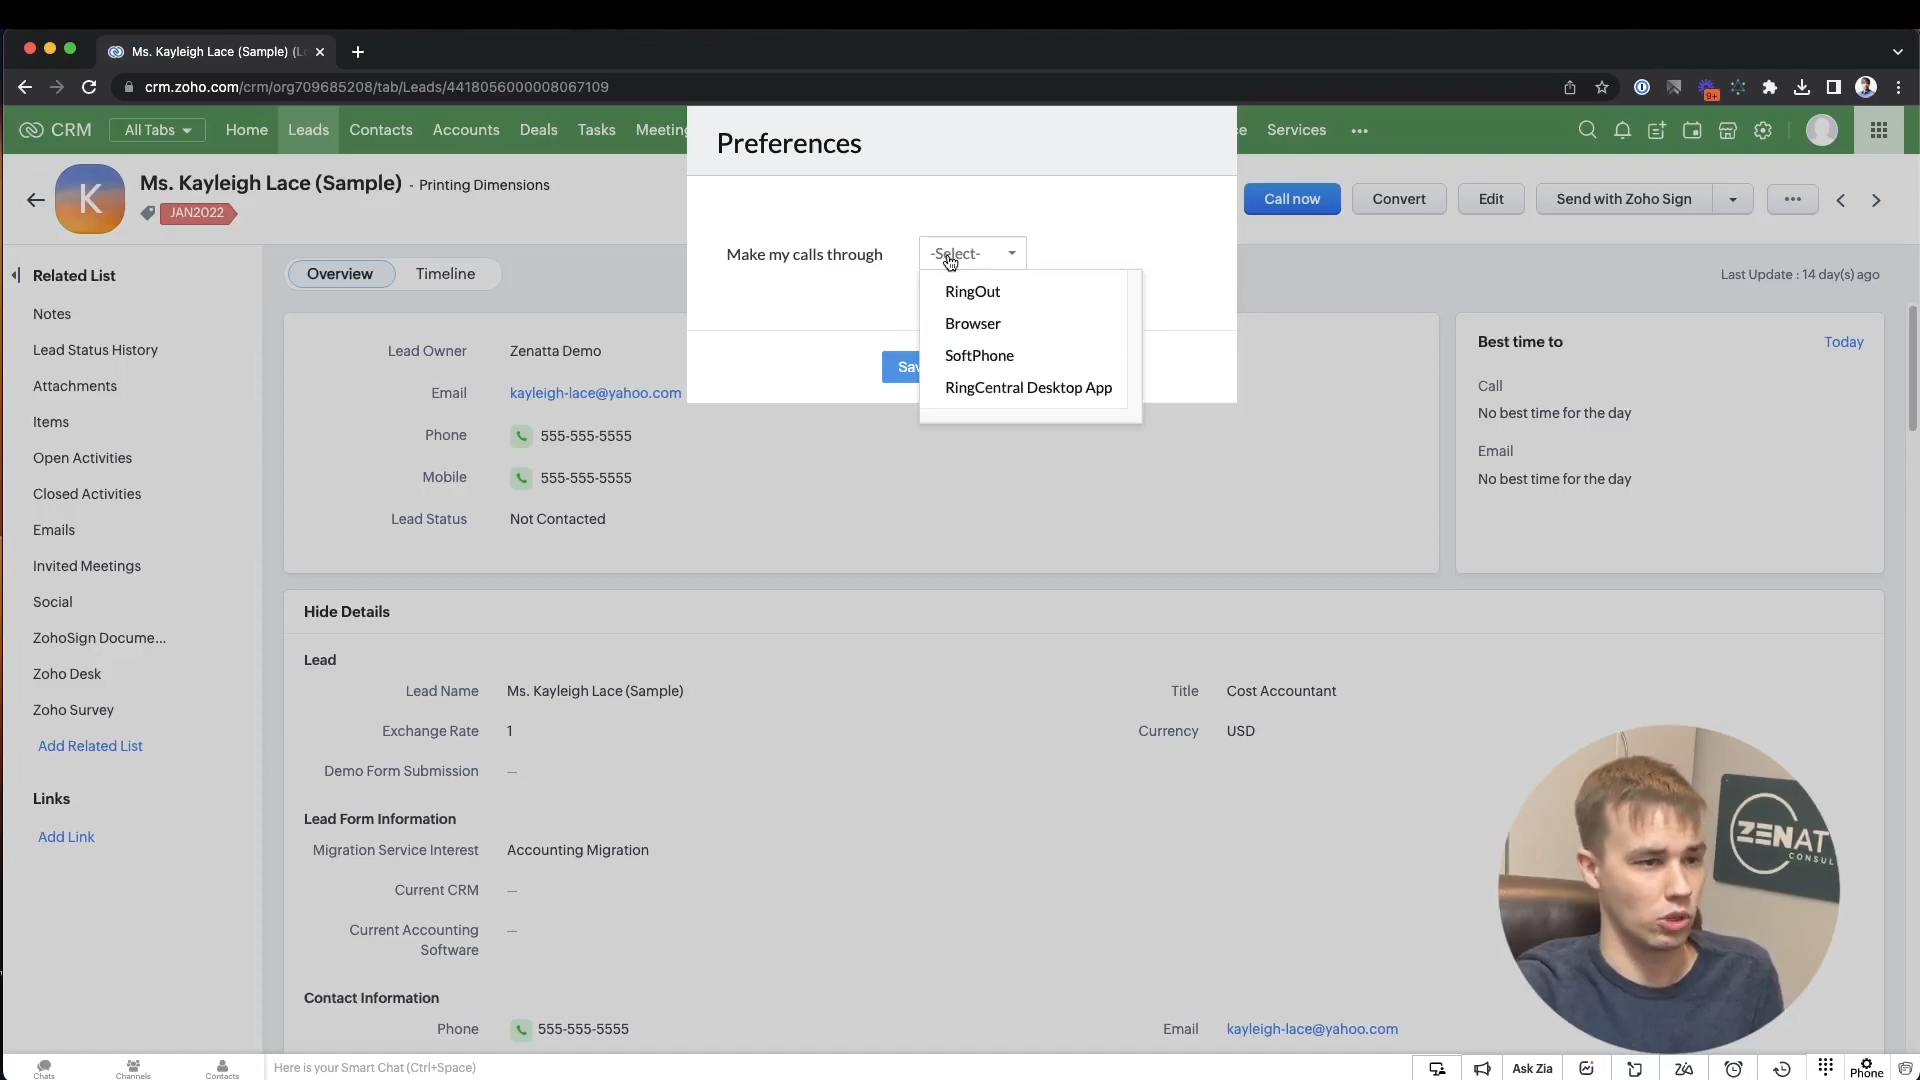 Ms. Kayleigh Lace (Sample) (L
crm.zoho.com/crm/org709685208/tab/Leads/4418056000008067109
9+
CRM
All Tabs
Home
Leads
Contacts
Accounts
Deals
Tasks
Meeting
ce
Services
Preferences
K
Ms. Kayleigh Lace (Sample) - Printing Dimensions
JAN2022
Call now
Convert
Edit
Send with Zoho Sign
Make my calls through
-Select-
RingOut
Browser
SoftPhone
RingCentral Desktop App
Sav
Related List
Notes
Lead Status History
Attachments
Items
Open Activities
Closed Activities
Emails
Invited Meetings
Social
ZohoSign Docume...
Zoho Desk
Zoho Survey
Add Related List
Links
Add Link
Overview
Timeline
Last Update : 14 day(s) ago
Lead Owner Zenatta Demo
Email kayleigh-lace@yahoo.com
Phone 555-555-5555
Mobile 555-555-5555
Lead Status Not Contacted
Best time to
Today
Call
No best time for the day
Email
No best time for the day
Hide Details
Lead
Lead Name Ms. Kayleigh Lace (Sample)
Title Cost Accountant
Exchange Rate 1
Currency USD
Demo Form Submission —
Lead Form Information
Migration Service Interest Accounting Migration
Current CRM —
Current Accounting
Software —
Contact Information
Phone 555-555-5555
Email kayleigh-lace@yahoo.com
ZENAT
CONSUL
Chats
Channels
Contacts
Here is your Smart Chat (Ctrl+Space)
Ask Zia
Phone